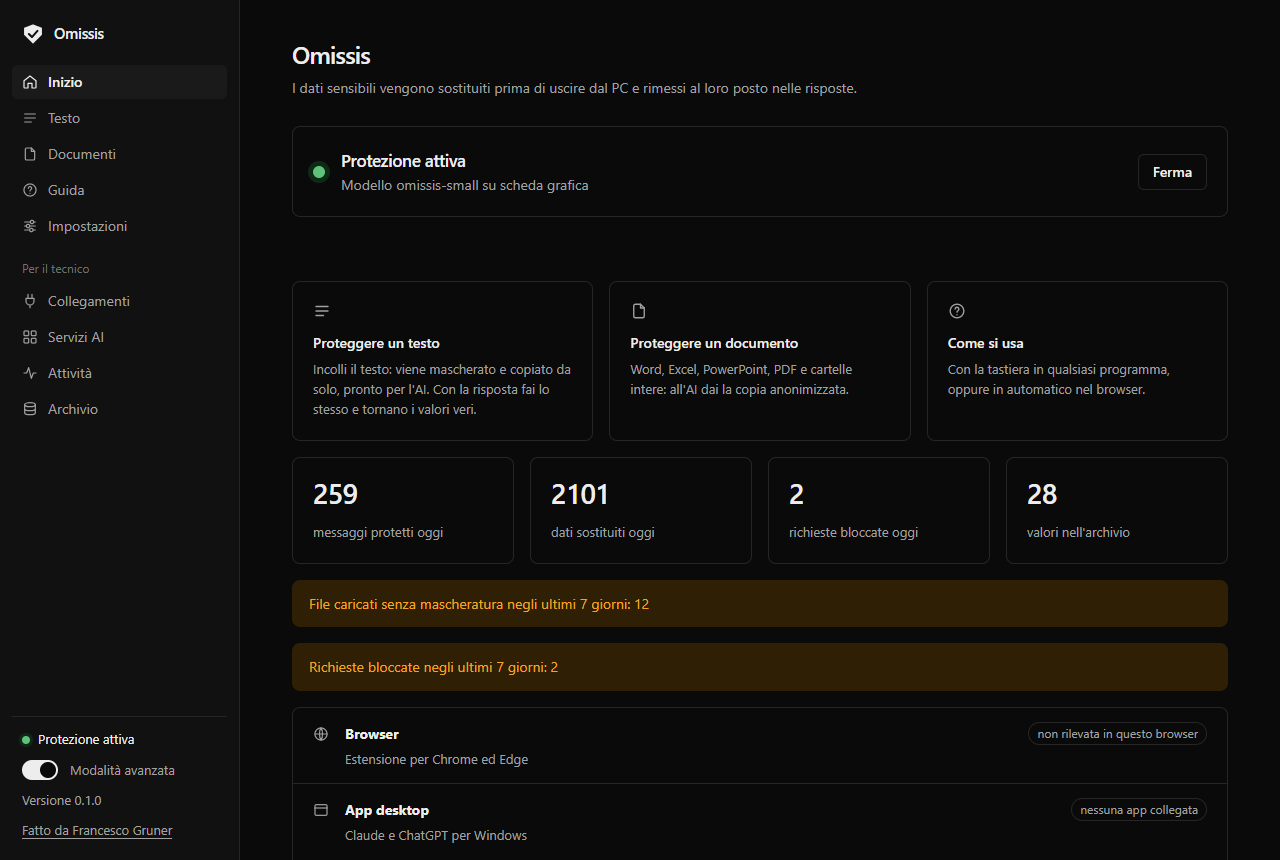 Omissis
Inizio
Testo
Documenti
Guida
Impostazioni
Per il tecnico
Collegamenti
Servizi AI
Attività
Archivio
Protezione attiva
Modalità avanzata
Versione 0.1.0
Fatto da Francesco Gruner
Omissis
I dati sensibili vengono sostituiti prima di uscire dal PC e rimessi al loro posto nelle risposte.
Protezione attiva
Modello omissis-small su scheda grafica
Ferma
Proteggere un testo
Incolli il testo: viene mascherato e copiato da
solo, pronto per l'AI. Con la risposta fai lo
stesso e tornano i valori veri.
Proteggere un documento
Word, Excel, PowerPoint, PDF e cartelle
intere: all'AI dai la copia anonimizzata.
Come si usa
Con la tastiera in qualsiasi programma,
oppure in automatico nel browser.
259
messaggi protetti oggi
2101
dati sostituiti oggi
2
richieste bloccate oggi
28
valori nell'archivio
File caricati senza mascheratura negli ultimi 7 giorni: 12
Richieste bloccate negli ultimi 7 giorni: 2
Browser
Estensione per Chrome ed Edge
non rilevata in questo browser
App desktop
Claude e ChatGPT per Windows
nessuna app collegata